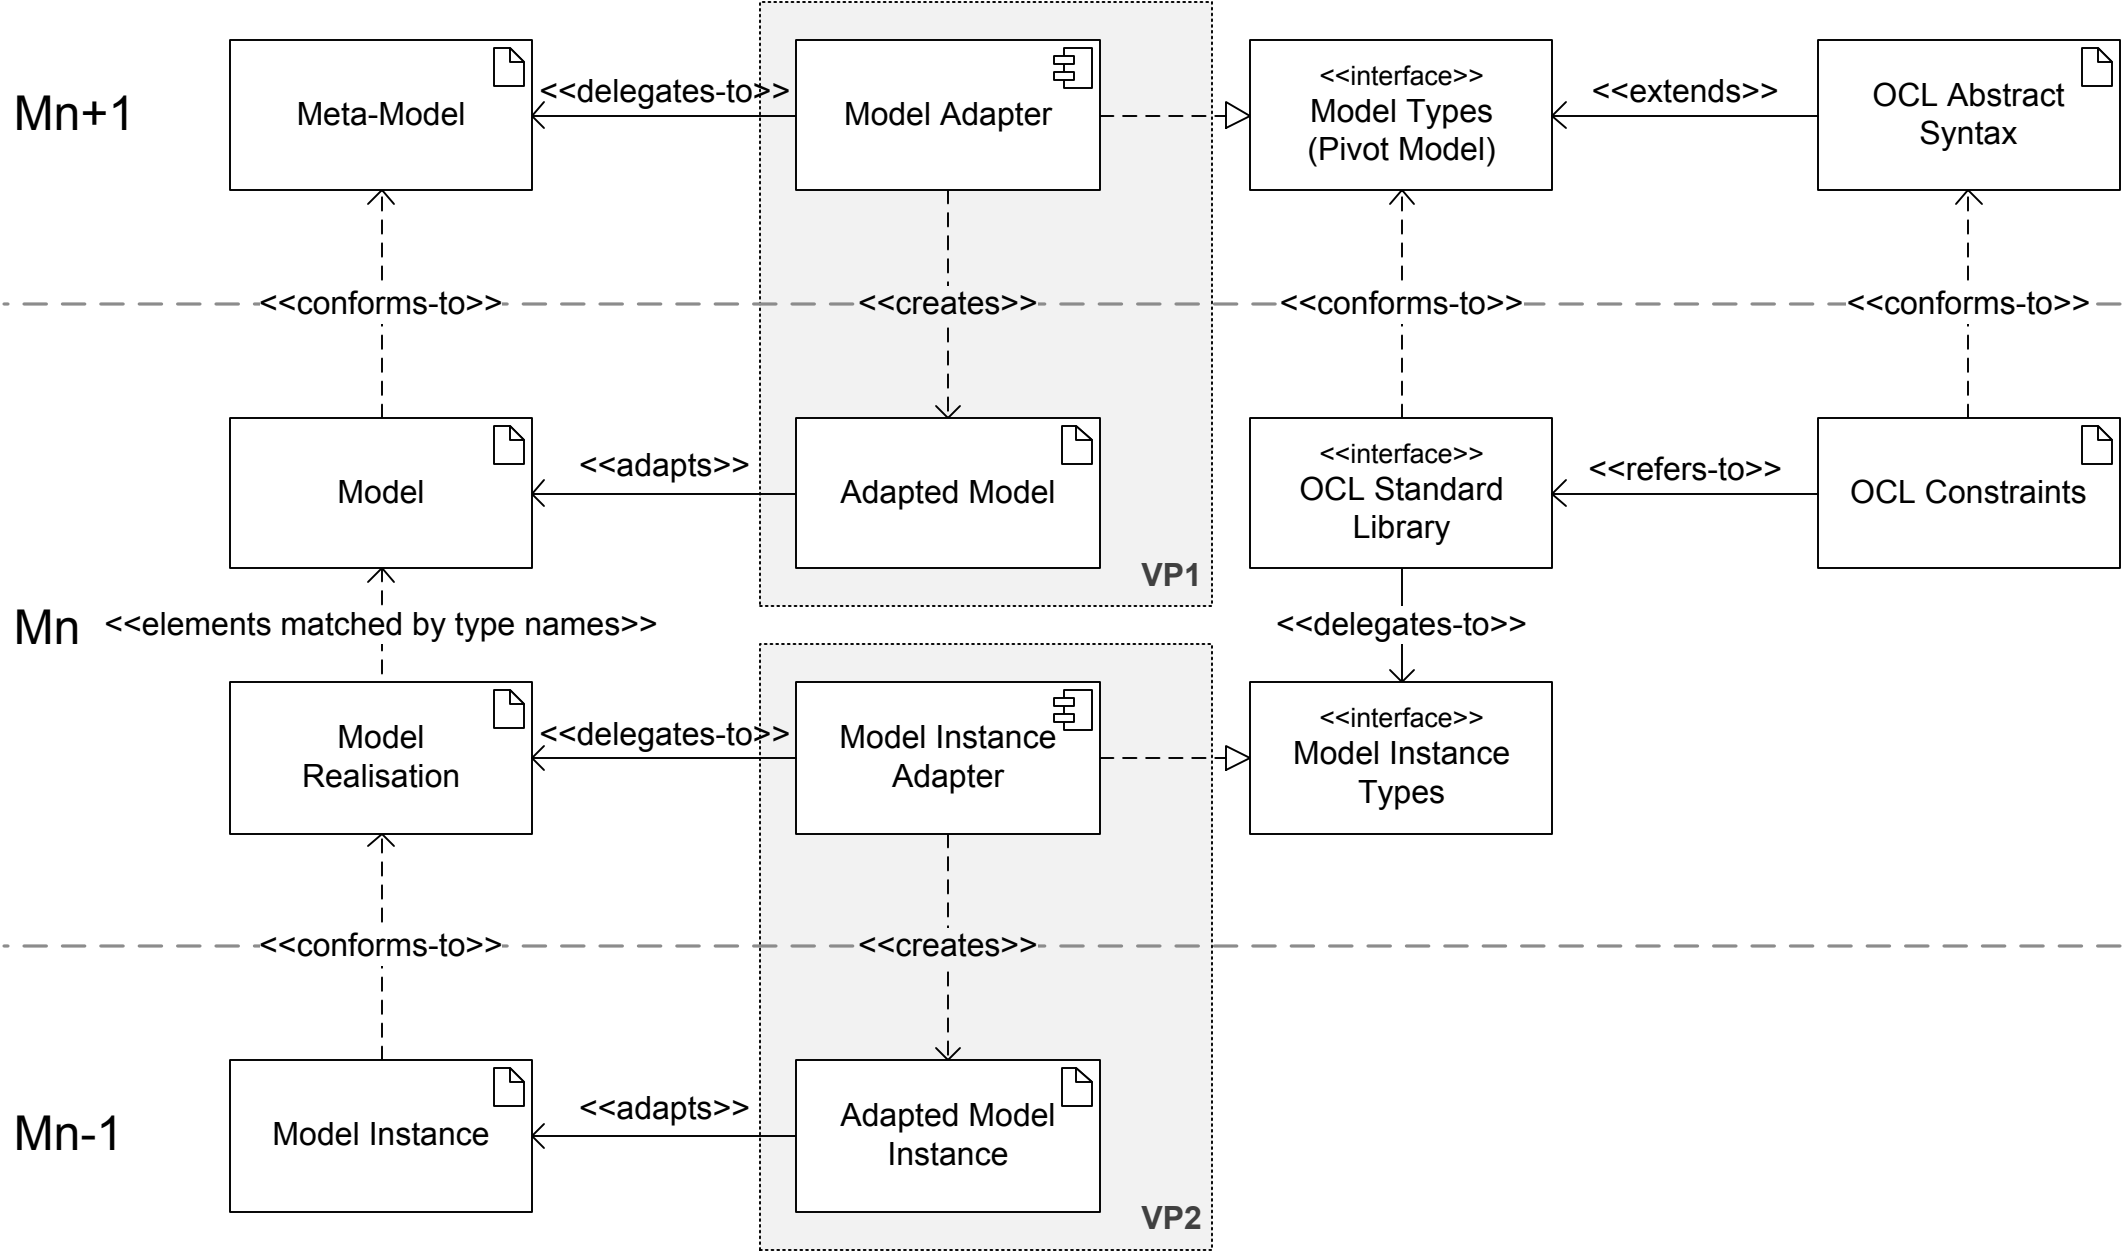 Mn+1
Meta-Model
<<delegates-to>>
Model Adapter
<<interface>>
Model Types
(Pivot Model)
<<extends>>
OCL Abstract
Syntax
<<conforms-to>>
<<creates>>
<<conforms-to>>
<<conforms-to>>
Model
<<adapts>>
Adapted Model
VP1
<<interface>>
OCL Standard
Library
<<refers-to>>
OCL Constraints
Mn
<<elements matched by type names>>
<<delegates-to>>
Model
Realisation
<<delegates-to>>
Model Instance
Adapter
<<interface>>
Model Instance
Types
<<conforms-to>>
<<creates>>
Mn-1
Model Instance
<<adapts>>
Adapted Model
Instance
VP2